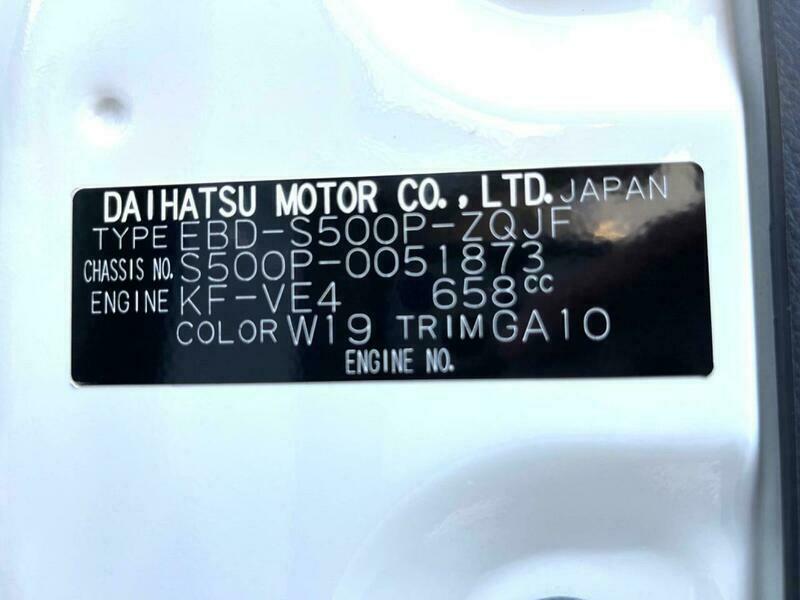 DAIHATSU MOTOR CO., LTD. JAPAN
TYPE EBD-S500P-ZQJF
CHASSIS NO. S500P-0051873
ENGINE KF-VE4 658cc
COLOR W19 TRIM GA10
ENGINE NO.